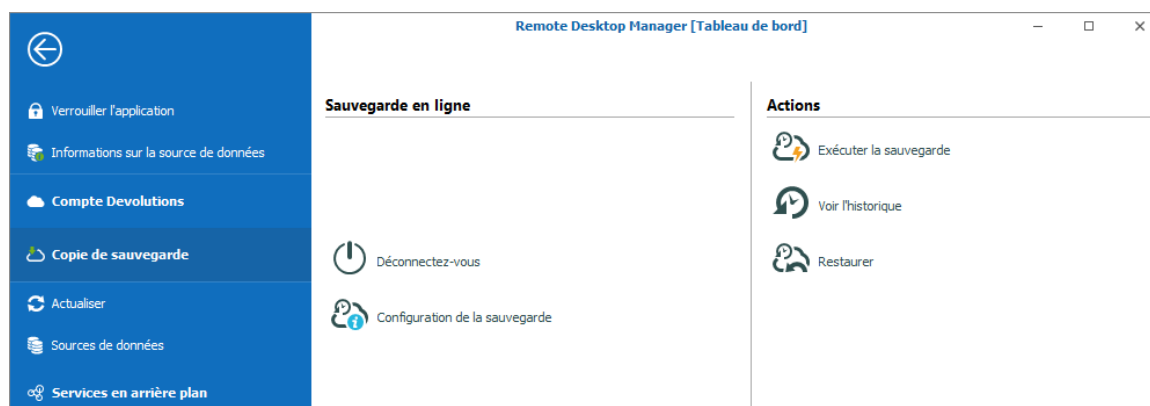 Remote Desktop Manager [Tableau de bord]
Verrouiller l'application
Informations sur la source de données
Compte Devolutions
Copie de sauvegarde
Actualiser
Sources de données
Services en arrière plan
Sauvegarde en ligne
Déconnectez-vous
Configuration de la sauvegarde
Actions
Exécuter la sauvegarde
Voir l'historique
Restaurer